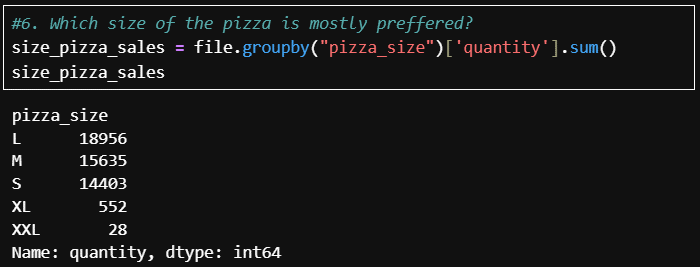 #6. Which size of the pizza is mostly preffered?
size_pizza_sales = file.groupby("pizza_size")['quantity'].sum()
size_pizza_sales
pizza_size
L      18956
M      15635
S      14403
XL       552
XXL       28
Name: quantity, dtype: int64